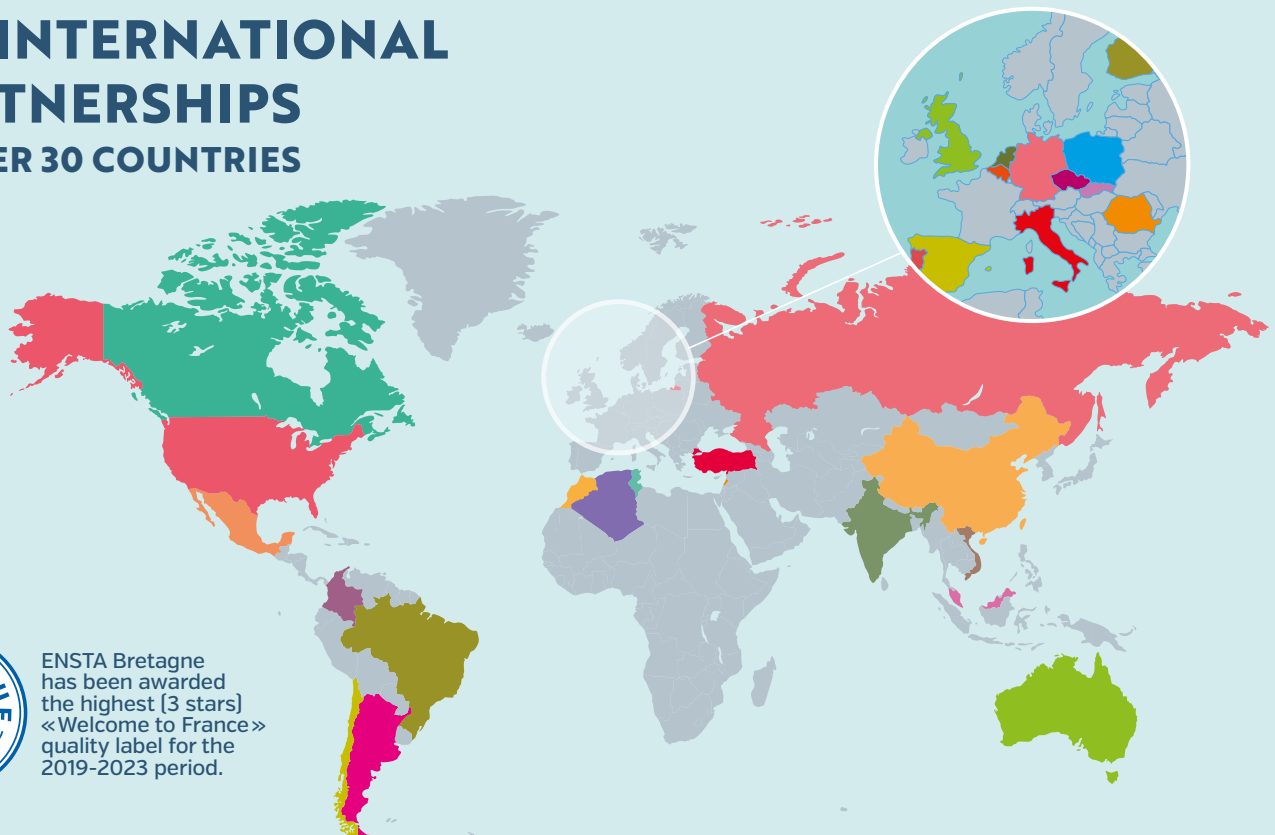 INTERNATIONAL
TNERSHIPS
ER 30 COUNTRIES
ENSTA Bretagne
has been awarded
the highest (3 stars)
«Welcome to France»
quality label for the
2019-2023 period.